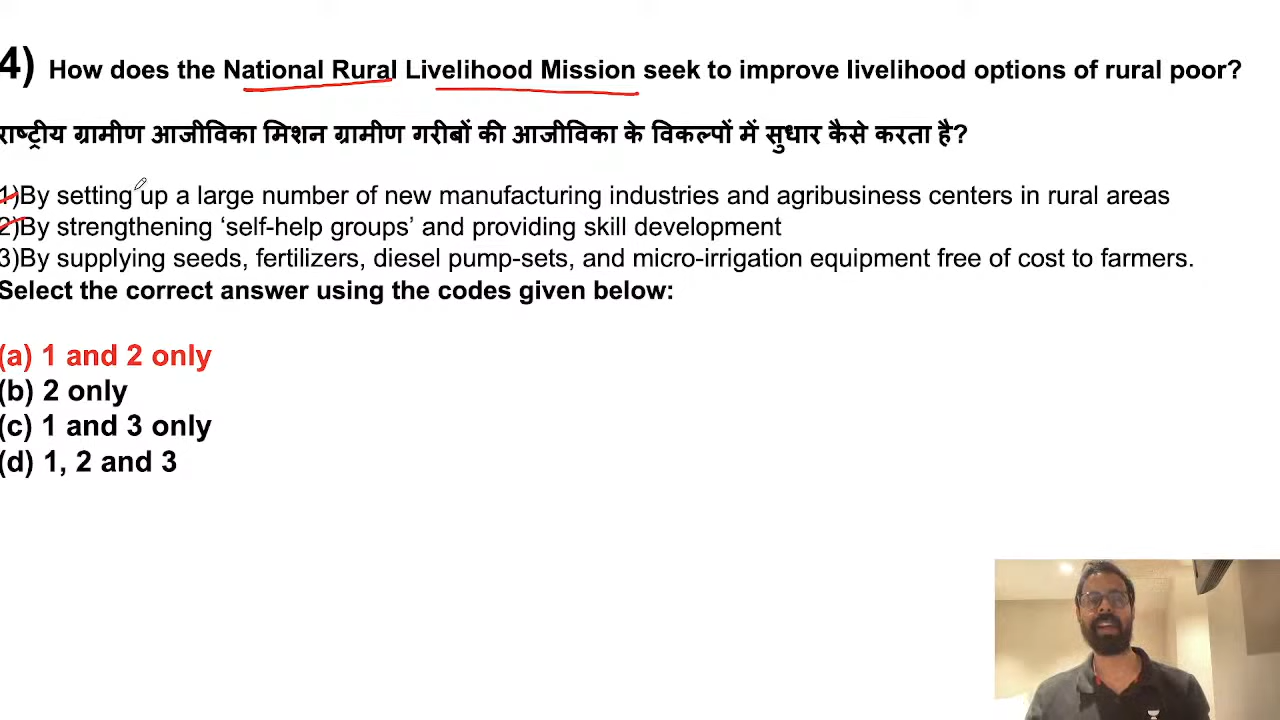 4) How does the National Rural Livelihood Mission seek to improve livelihood options of rural poor?
राष्ट्रीय ग्रामीण आजीविका मिशन ग्रामीण गरीबों की आजीविका के विकल्पों में सुधार कैसे करता है?
1)By setting up a large number of new manufacturing industries and agribusiness centers in rural areas
2)By strengthening ‘self-help groups’ and providing skill development
3)By supplying seeds, fertilizers, diesel pump-sets, and micro-irrigation equipment free of cost to farmers.
Select the correct answer using the codes given below:
(a) 1 and 2 only
(b) 2 only
(c) 1 and 3 only
(d) 1, 2 and 3